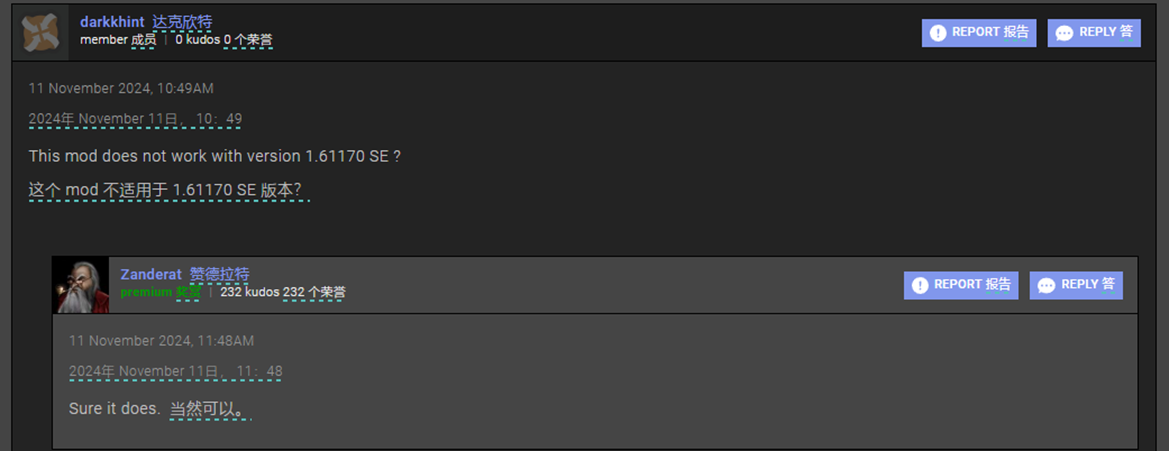 darkkhint 达克欣特
member 成员 | 0 kudos 0 个荣誉
REPORT 报告
REPLY 答
11 November 2024, 10:49AM
2024年 November 11日， 10：49
This mod does not work with version 1.61170 SE ?
这个 mod 不适用于 1.61170 SE 版本？
Zanderat 赞德拉特
premium 奖赏 | 232 kudos 232 个荣誉
REPORT 报告
REPLY 答
11 November 2024, 11:48AM
2024年 November 11日， 11：48
Sure it does. 当然可以。